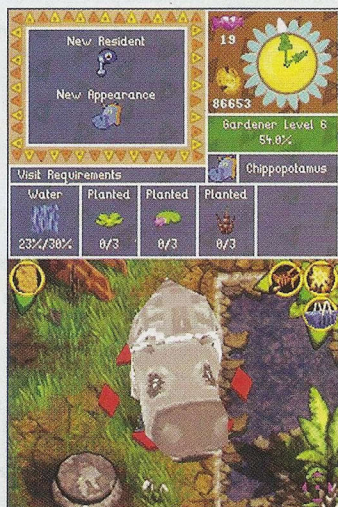 New Resident
New Appearance
19
86653
Gardener Level 6
54.0%
Chippopotamus
Visit Requirements
Water Planted Planted Planted
23%/30% 0/3 0/3 0/3